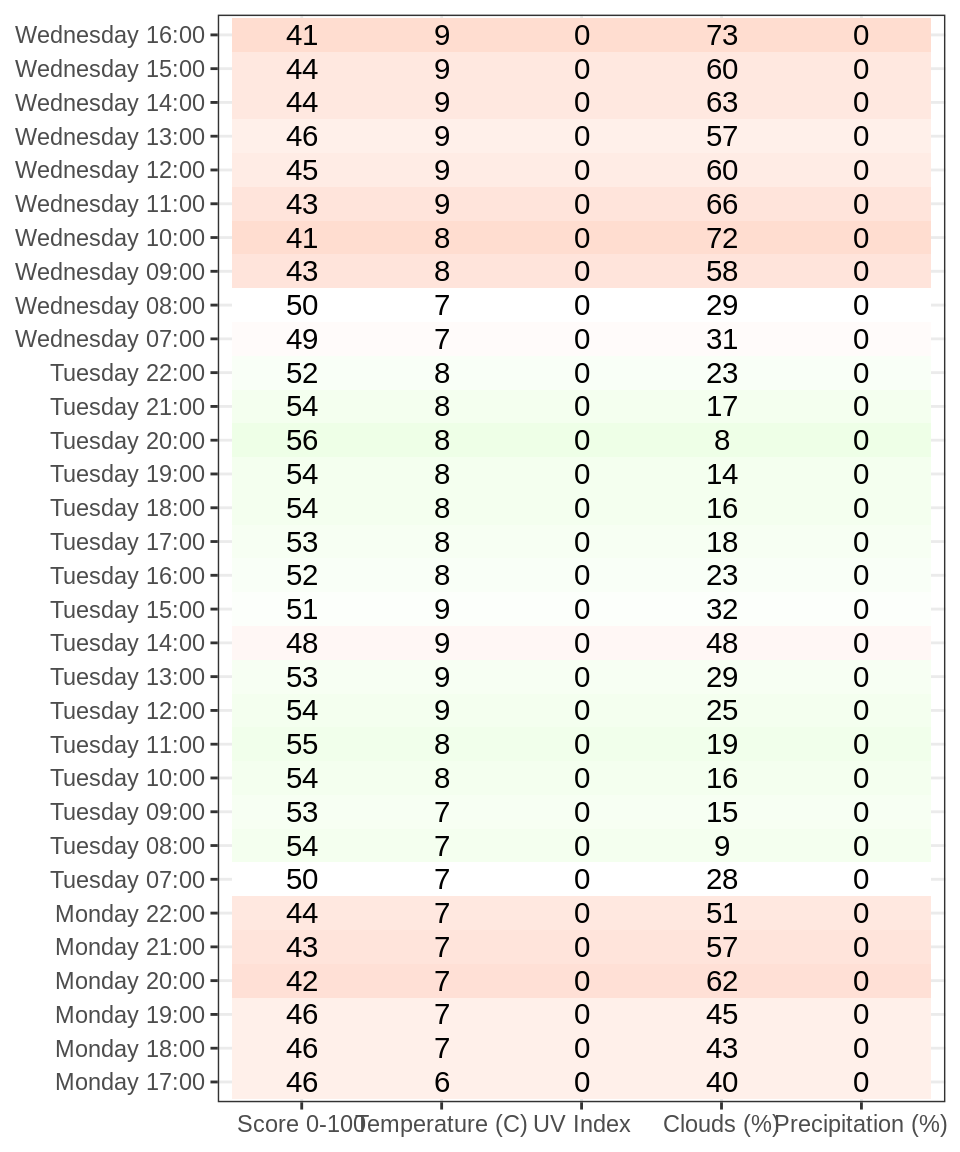 Wednesday 16:00 41 9 0 73 0
Wednesday 15:00 44 9 0 60 0
Wednesday 14:00 44 9 0 63 0
Wednesday 13:00 46 9 0 57 0
Wednesday 12:00 45 9 0 60 0
Wednesday 11:00 43 9 0 66 0
Wednesday 10:00 41 8 0 72 0
Wednesday 09:00 43 8 0 58 0
Wednesday 08:00 50 7 0 29 0
Wednesday 07:00 49 7 0 31 0
Tuesday 22:00 52 8 0 23 0
Tuesday 21:00 54 8 0 17 0
Tuesday 20:00 56 8 0 8 0
Tuesday 19:00 54 8 0 14 0
Tuesday 18:00 54 8 0 16 0
Tuesday 17:00 53 8 0 18 0
Tuesday 16:00 52 8 0 23 0
Tuesday 15:00 51 9 0 32 0
Tuesday 14:00 48 9 0 48 0
Tuesday 13:00 53 9 0 29 0
Tuesday 12:00 54 9 0 25 0
Tuesday 11:00 55 8 0 19 0
Tuesday 10:00 54 8 0 16 0
Tuesday 09:00 53 7 0 15 0
Tuesday 08:00 54 7 0 9 0
Tuesday 07:00 50 7 0 28 0
Monday 22:00 44 7 0 51 0
Monday 21:00 43 7 0 57 0
Monday 20:00 42 7 0 62 0
Monday 19:00 46 7 0 45 0
Monday 18:00 46 7 0 43 0
Monday 17:00 46 6 0 40 0
Score 0-100 Temperature (C) UV Index Clouds (%) Precipitation (%)